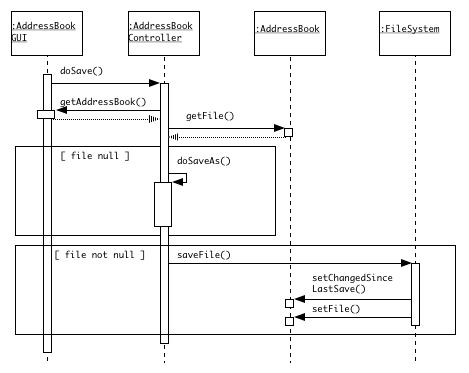 :AddressBook
GUI
:AddressBook
Controller
:AddressBook
:FileSystem
doSave()
getAddressBook()
getFile()
[ file null ]
doSaveAs()
[ file not null ]
saveFile()
setChangedSince
LastSave()
setFile()